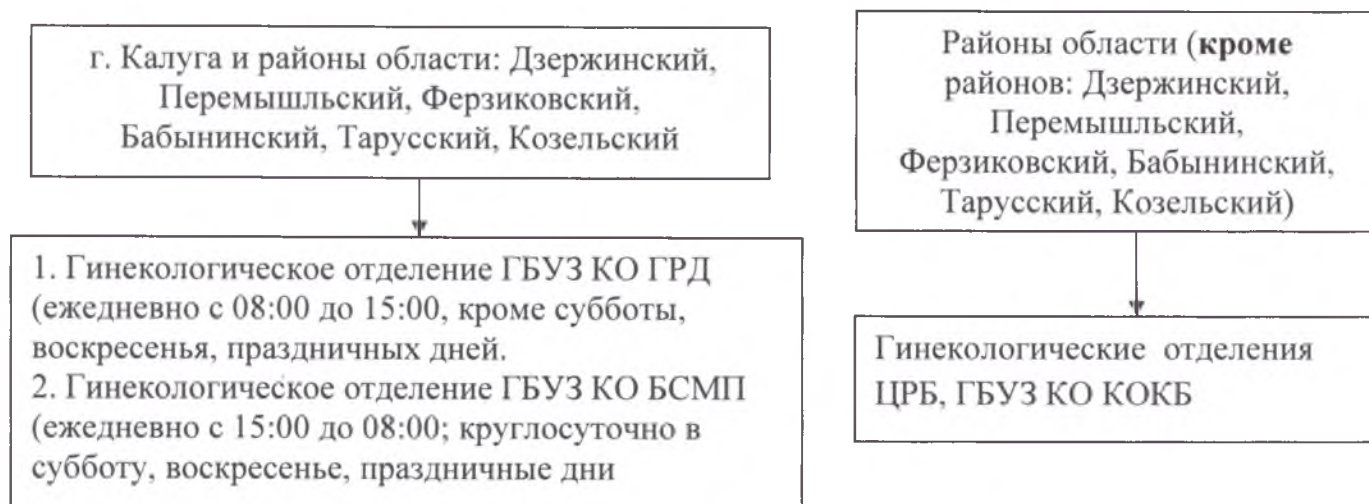 г. Калуга и районы области: Дзержинский,
Перемышльский, Ферзиковский,
Бабынинский, Тарусский, Козельский
1. Гинекологическое отделение ГБУЗ КО ГРД
(ежедневно с 08:00 до 15:00, кроме субботы,
воскресенья, праздничных дней.
2. Гинекологическое отделение ГБУЗ КО БСМП
(ежедневно с 15:00 до 08:00; круглосуточно в
субботу, воскресенье, праздничные дни
Районы области (кроме
районов: Дзержинский,
Перемышльский,
Ферзиковский, Бабынинский,
Тарусский, Козельский)
Гинекологические отделения
ЦРБ, ГБУЗ КО КОКБ